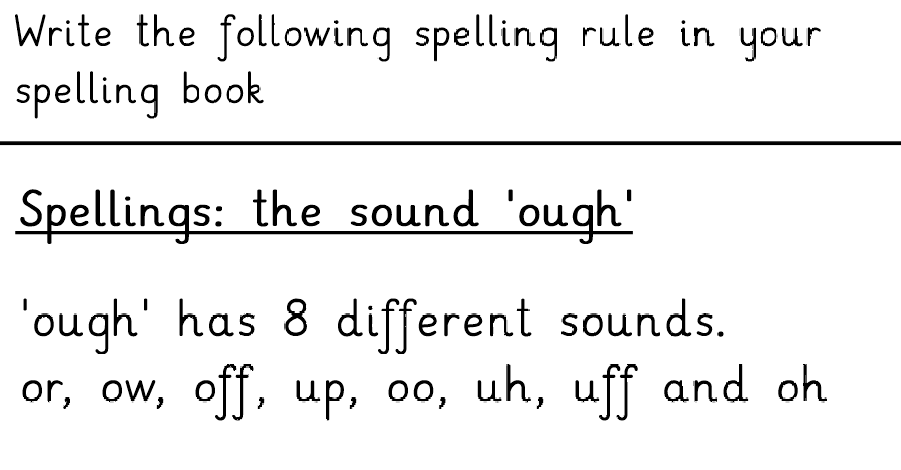 Write the following spelling rule in your
spelling book
Spellings: the sound 'ough'
'ough' has 8 different sounds.
or, ow, off, up, oo, uh, uff and oh